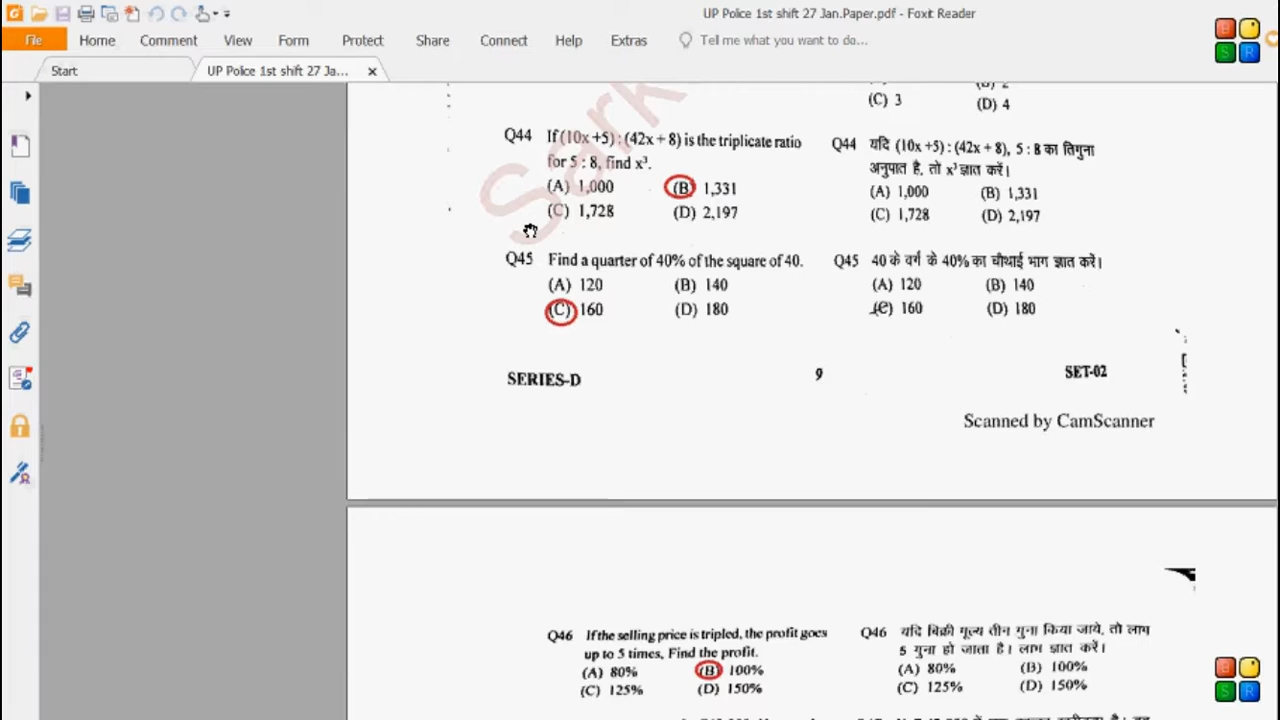 UP Police 1st shift 27 Jan.Paper.pdf - Foxit Reader
File Home Comment View Form Protect Share Connect Help Extras Tell me what you want to do...
B
S R
Start UP Police 1st shift 27 Ja... ×
(C) 3 (D) 4
Sark
Q44 If (10x +5) : (42x + 8) is the triplicate ratio
for 5 : 8, find x³.
(A) 1,000 (B) 1,331
(C) 1,728 (D) 2,197
Q44 यदि (10x +5) : (42x + 8), 5 : 8 का तिगुना
अनुपात है, तो x³ ज्ञात करें।
(A) 1,000 (B) 1,331
(C) 1,728 (D) 2,197
Q45 Find a quarter of 40% of the square of 40.
(A) 120 (B) 140
(C) 160 (D) 180
Q45 40 के वर्ग के 40% का चौथाई भाग ज्ञात करें।
(A) 120 (B) 140
(C) 160 (D) 180
SERIES-D 9 SET-02
Scanned by CamScanner
Q46 If the selling price is tripled, the profit goes
up to 5 times, Find the profit.
(A) 80% (B) 100%
(C) 125% (D) 150%
Q46 यदि बिक्री मूल्य तीन गुना किया जाये, तो लाभ
5 गुना हो जाता है। लाभ ज्ञात करें।
(A) 80% (B) 100%
(C) 125% (D) 150%
B
S R